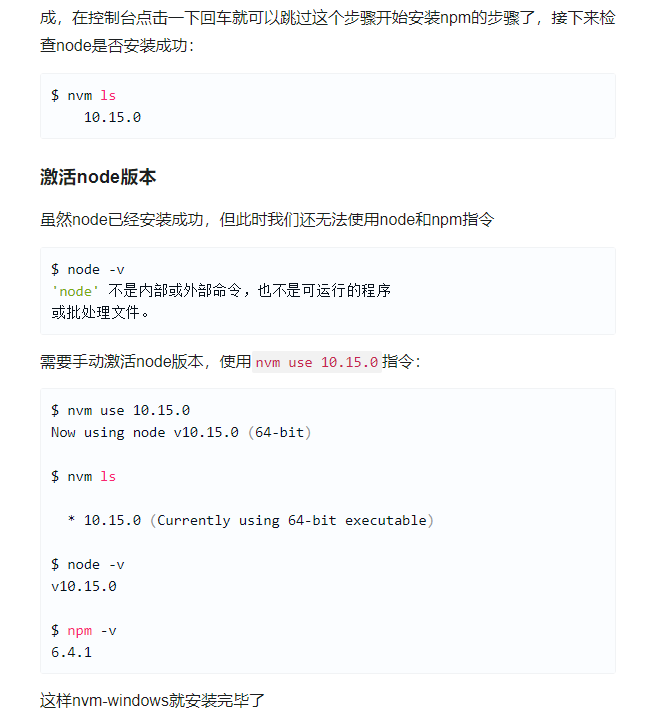 成，在控制台点击一下回车就可以跳过这个步骤开始安装npm的步骤了，接下来检
查node是否安装成功：
$ nvm ls
    10.15.0
激活node版本
虽然node已经安装成功，但此时我们还无法使用node和npm指令
$ node -v
'node' 不是内部或外部命令，也不是可运行的程序
或批处理文件。
需要手动激活node版本，使用 nvm use 10.15.0 指令：
$ nvm use 10.15.0
Now using node v10.15.0 (64-bit)
$ nvm ls
  * 10.15.0 (Currently using 64-bit executable)
$ node -v
v10.15.0
$ npm -v
6.4.1
这样nvm-windows就安装完毕了